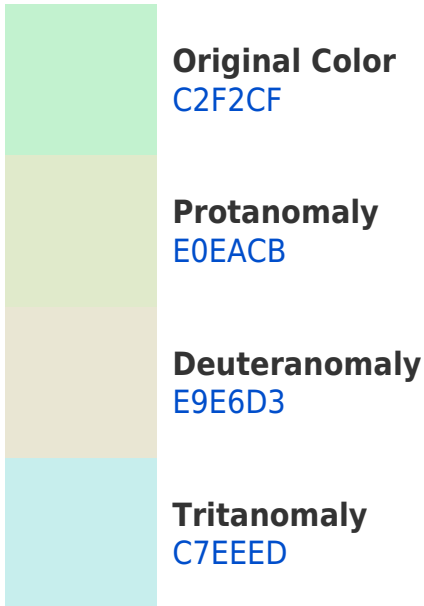 Original Color
C2F2CF
Protanomaly
E0EACB
Deuteranomaly
E9E6D3
Tritanomaly
C7EEED